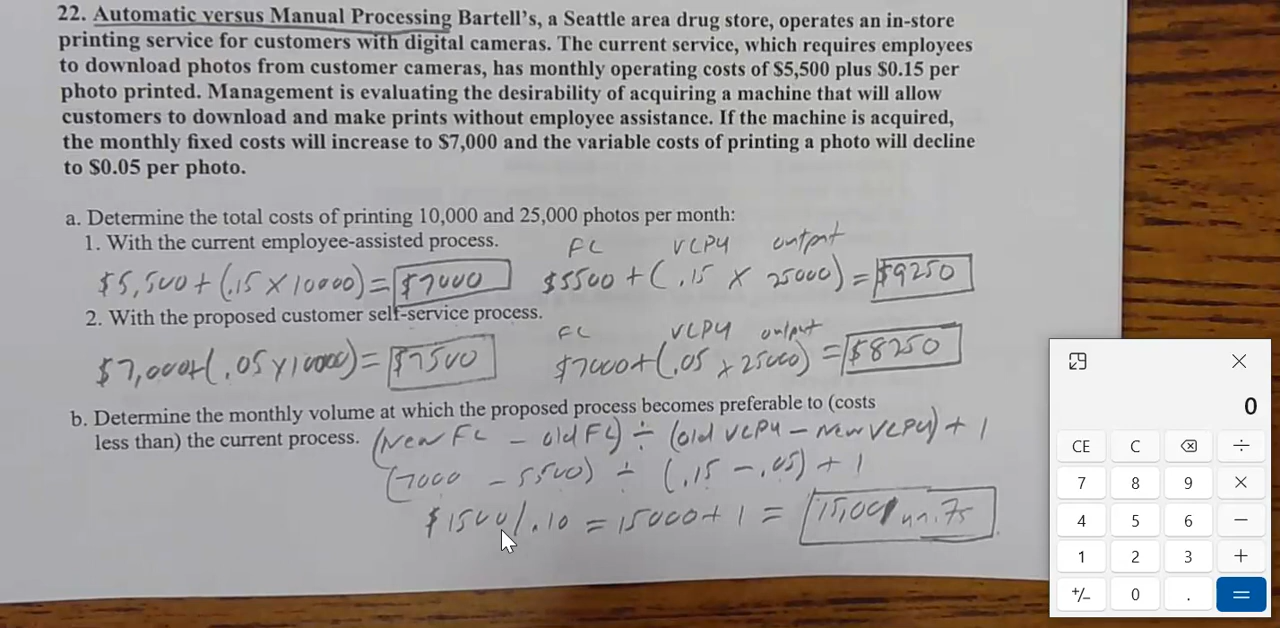 22. Automatic versus Manual Processing Bartell's, a Seattle area drug store, operates an in-store
printing service for customers with digital cameras. The current service, which requires employees
to download photos from customer cameras, has monthly operating costs of $5,500 plus $0.15 per
photo printed. Management is evaluating the desirability of acquiring a machine that will allow
customers to download and make prints without employee assistance. If the machine is acquired,
the monthly fixed costs will increase to $7,000 and the variable costs of printing a photo will decline
to $0.05 per photo.
a. Determine the total costs of printing 10,000 and 25,000 photos per month:
1. With the current employee-assisted process.
FC VCPU output
$5,500 + (.15 X 10000) = $7000
$5500 + (.15 X 25000) = $9250
2. With the proposed customer self-service process.
FC VCPU output
$7,000 + (.05 X 10000) = $7500
$7000 + (.05 X 25000) = $8250
b. Determine the monthly volume at which the proposed process becomes preferable to (costs
less than) the current process.
(New FC - old FC) ÷ (old VCPU - New VCPU) + 1
(7000 - 5500) ÷ (.15 - .05) + 1
$1500/.10 = 15000 + 1 = 15,001
0
CE C ⌫ ÷
7 8 9 ×
4 5 6 −
1 2 3 +
+/− 0 . =